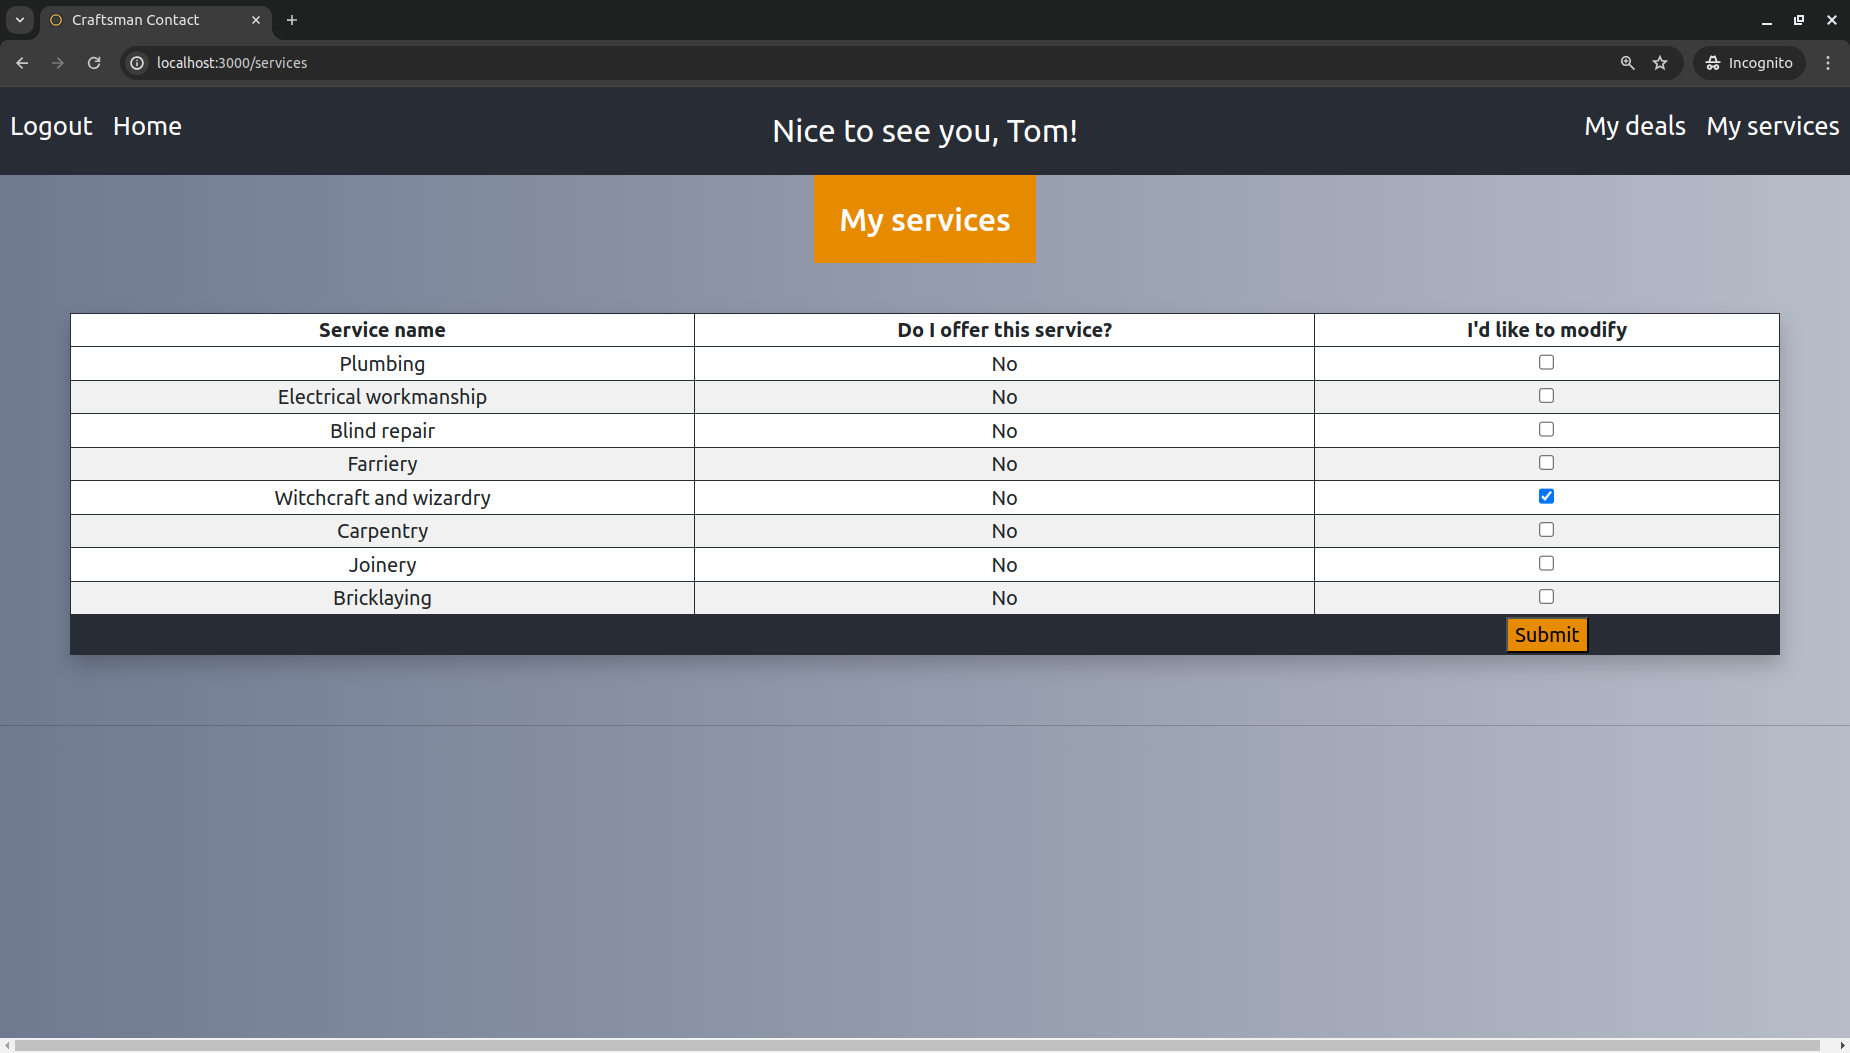 Craftsman Contact
localhost:3000/services
Incognito
Logout Home Nice to see you, Tom! My deals My services
My services
Service name Do I offer this service? I'd like to modify
Plumbing No
Electrical workmanship No
Blind repair No
Farriery No
Witchcraft and wizardry No
Carpentry No
Joinery No
Bricklaying No
Submit